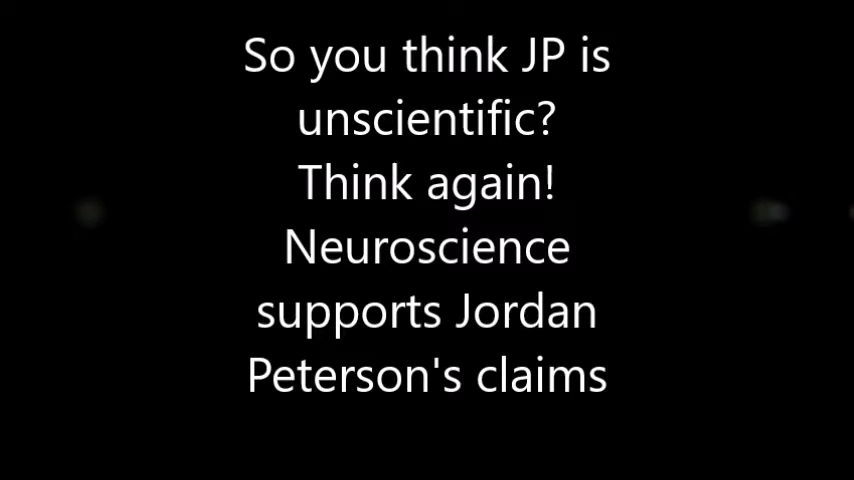 So you think JP is
unscientific?
Think again!
Neuroscience
supports Jordan
Peterson's claims